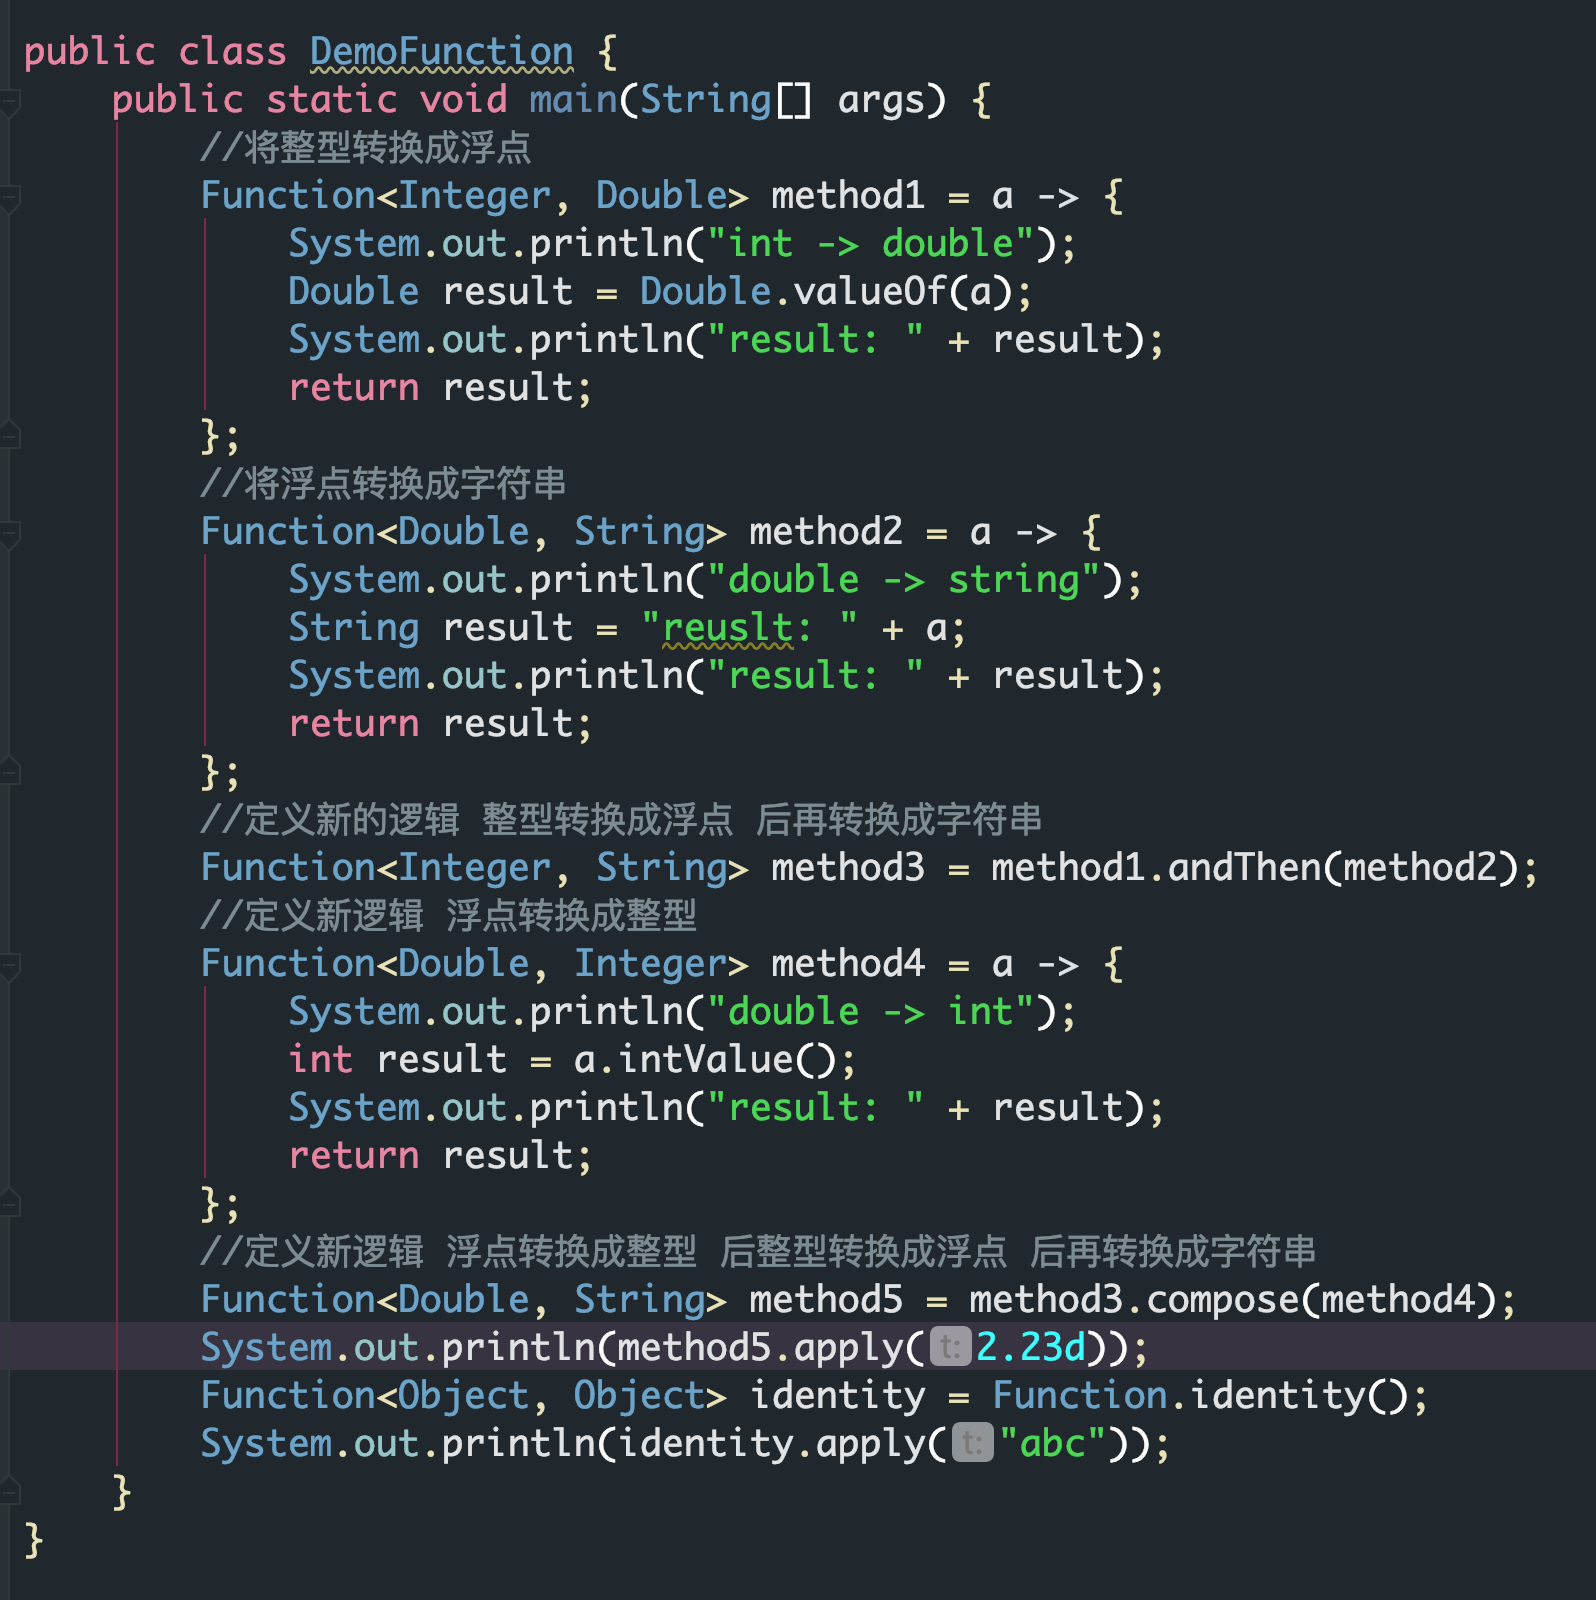 public class DemoFunction {
    public static void main(String[] args) {
        //将整型转换成浮点
        Function<Integer, Double> method1 = a -> {
            System.out.println("int -> double");
            Double result = Double.valueOf(a);
            System.out.println("result: " + result);
            return result;
        };
        //将浮点转换成字符串
        Function<Double, String> method2 = a -> {
            System.out.println("double -> string");
            String result = "reuslt: " + a;
            System.out.println("result: " + result);
            return result;
        };
        //定义新的逻辑 整型转换成浮点 后再转换成字符串
        Function<Integer, String> method3 = method1.andThen(method2);
        //定义新逻辑 浮点转换成整型
        Function<Double, Integer> method4 = a -> {
            System.out.println("double -> int");
            int result = a.intValue();
            System.out.println("result: " + result);
            return result;
        };
        //定义新逻辑 浮点转换成整型 后整型转换成浮点 后再转换成字符串
        Function<Double, String> method5 = method3.compose(method4);
        System.out.println(method5.apply( t: 2.23d));
        Function<Object, Object> identity = Function.identity();
        System.out.println(identity.apply( t: "abc"));
    }
}